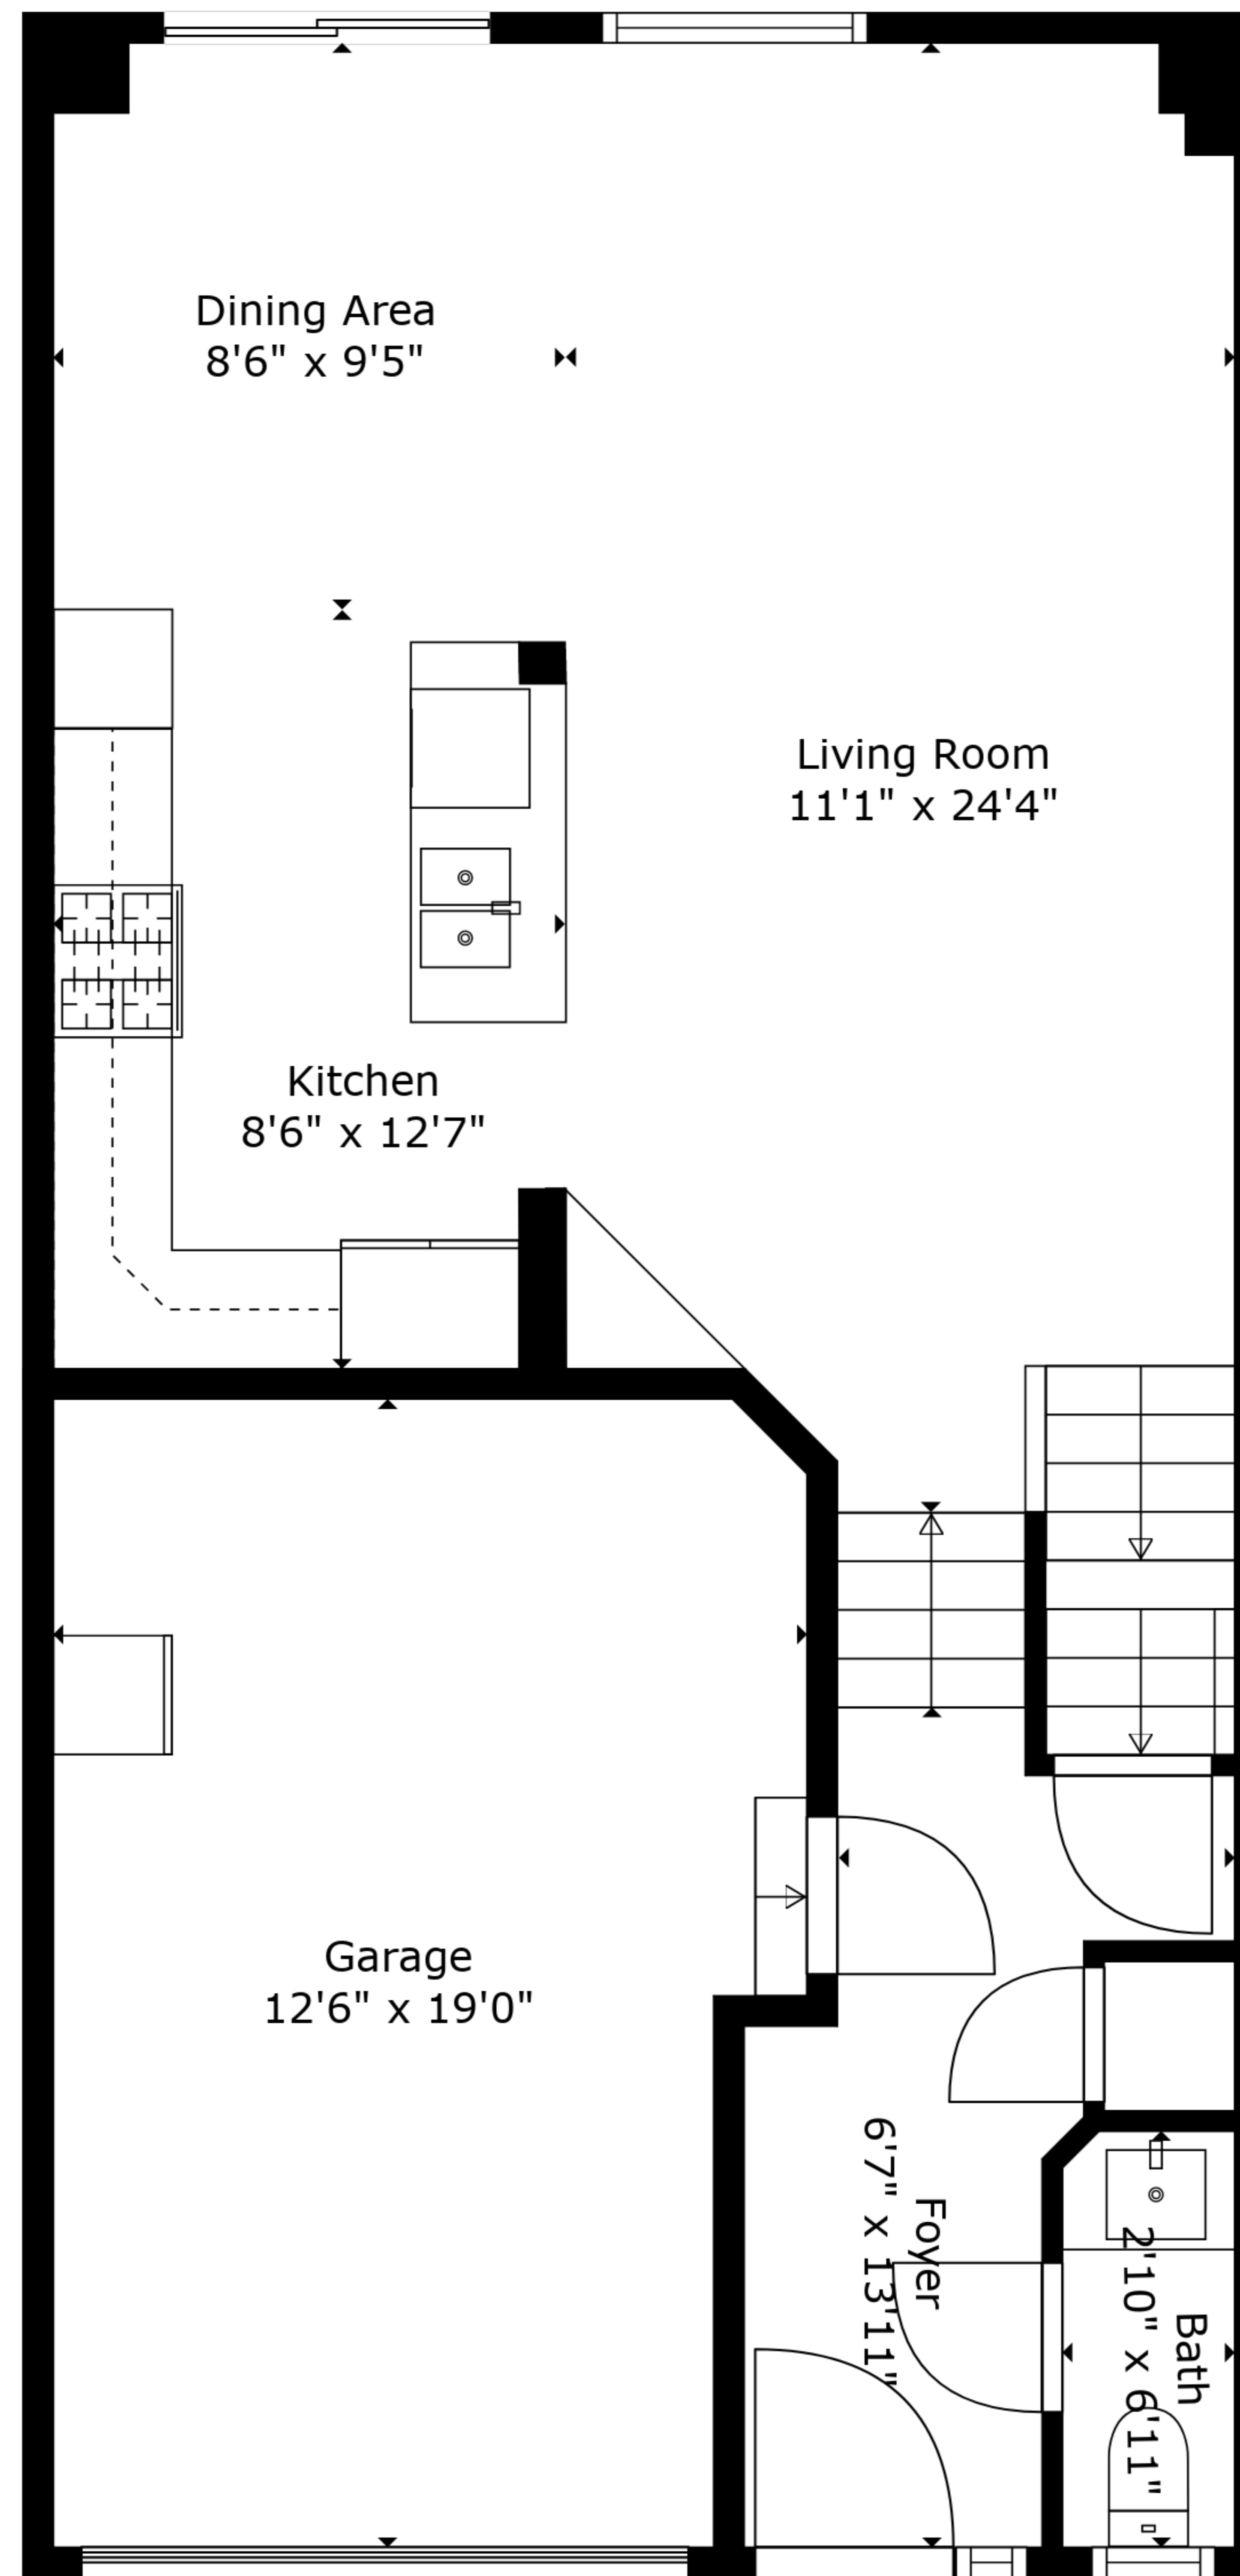 Dining Area
8'6" x 9'5"
Living Room
11'1" x 24'4"
Kitchen
8'6" x 12'7"
Garage
12'6" x 19'0"
Foyer
6'7" x 13'11"
Bath
2'10" x 6'11"